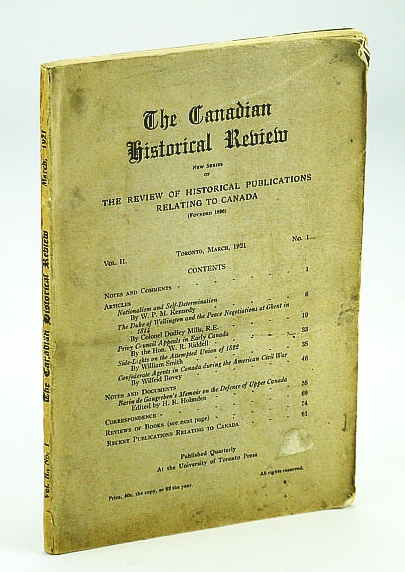 The Canadian
Historical Review
NEW SERIES
OF
THE REVIEW OF HISTORICAL PUBLICATIONS
RELATING TO CANADA
(FOUNDED 1896)
VOL. II. TORONTO, MARCH, 1921 No. 1
CONTENTS
NOTES AND COMMENTS 1
ARTICLES
Nationalism and Self-Determination
By W. P. M. Kennedy 6
The Duke of Wellington and the Peace Negotiations at Ghent in
1814
By Colonel Dudley Mills, R.E. 19
Privy Council Appeals in Early Canada
By the Hon. W. R. Riddell 33
Side-Lights on the Attempted Union of 1822
By William Smith 38
Confederate Agents in Canada during the American Civil War
By Wilfrid Bovey 46
NOTES AND DOCUMENTS
Baron de Gaugreben's Memoir on the Defence of Upper Canada
Edited by H. R. Holmden 58
CORRESPONDENCE 69
REVIEWS OF BOOKS (see next page) 74
RECENT PUBLICATIONS RELATING TO CANADA 91
Published Quarterly
At the University of Toronto Press
Price, 80c. the copy, or $2 the year. All rights reserved.
Vol. II., No. 1 The Canadian Historical Review March, 1921